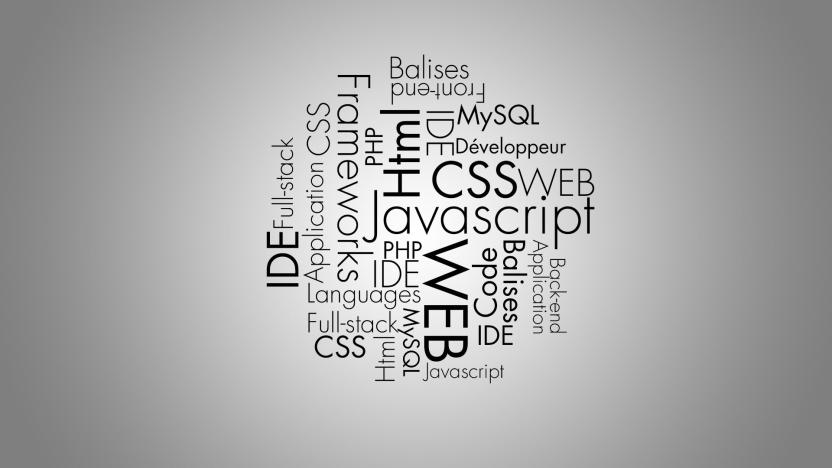 Balises
Front-end
Frameworks
CSS
PHP
Html
IDE
MySQL
Développeur
Full-stack
Application
CSS
WEB
Javascript
IDE
PHP
IDE
WEB
Code
Balises
Application
Back-end
Languages
Full-stack
MySQL
IDE
CSS
Html
Javascript